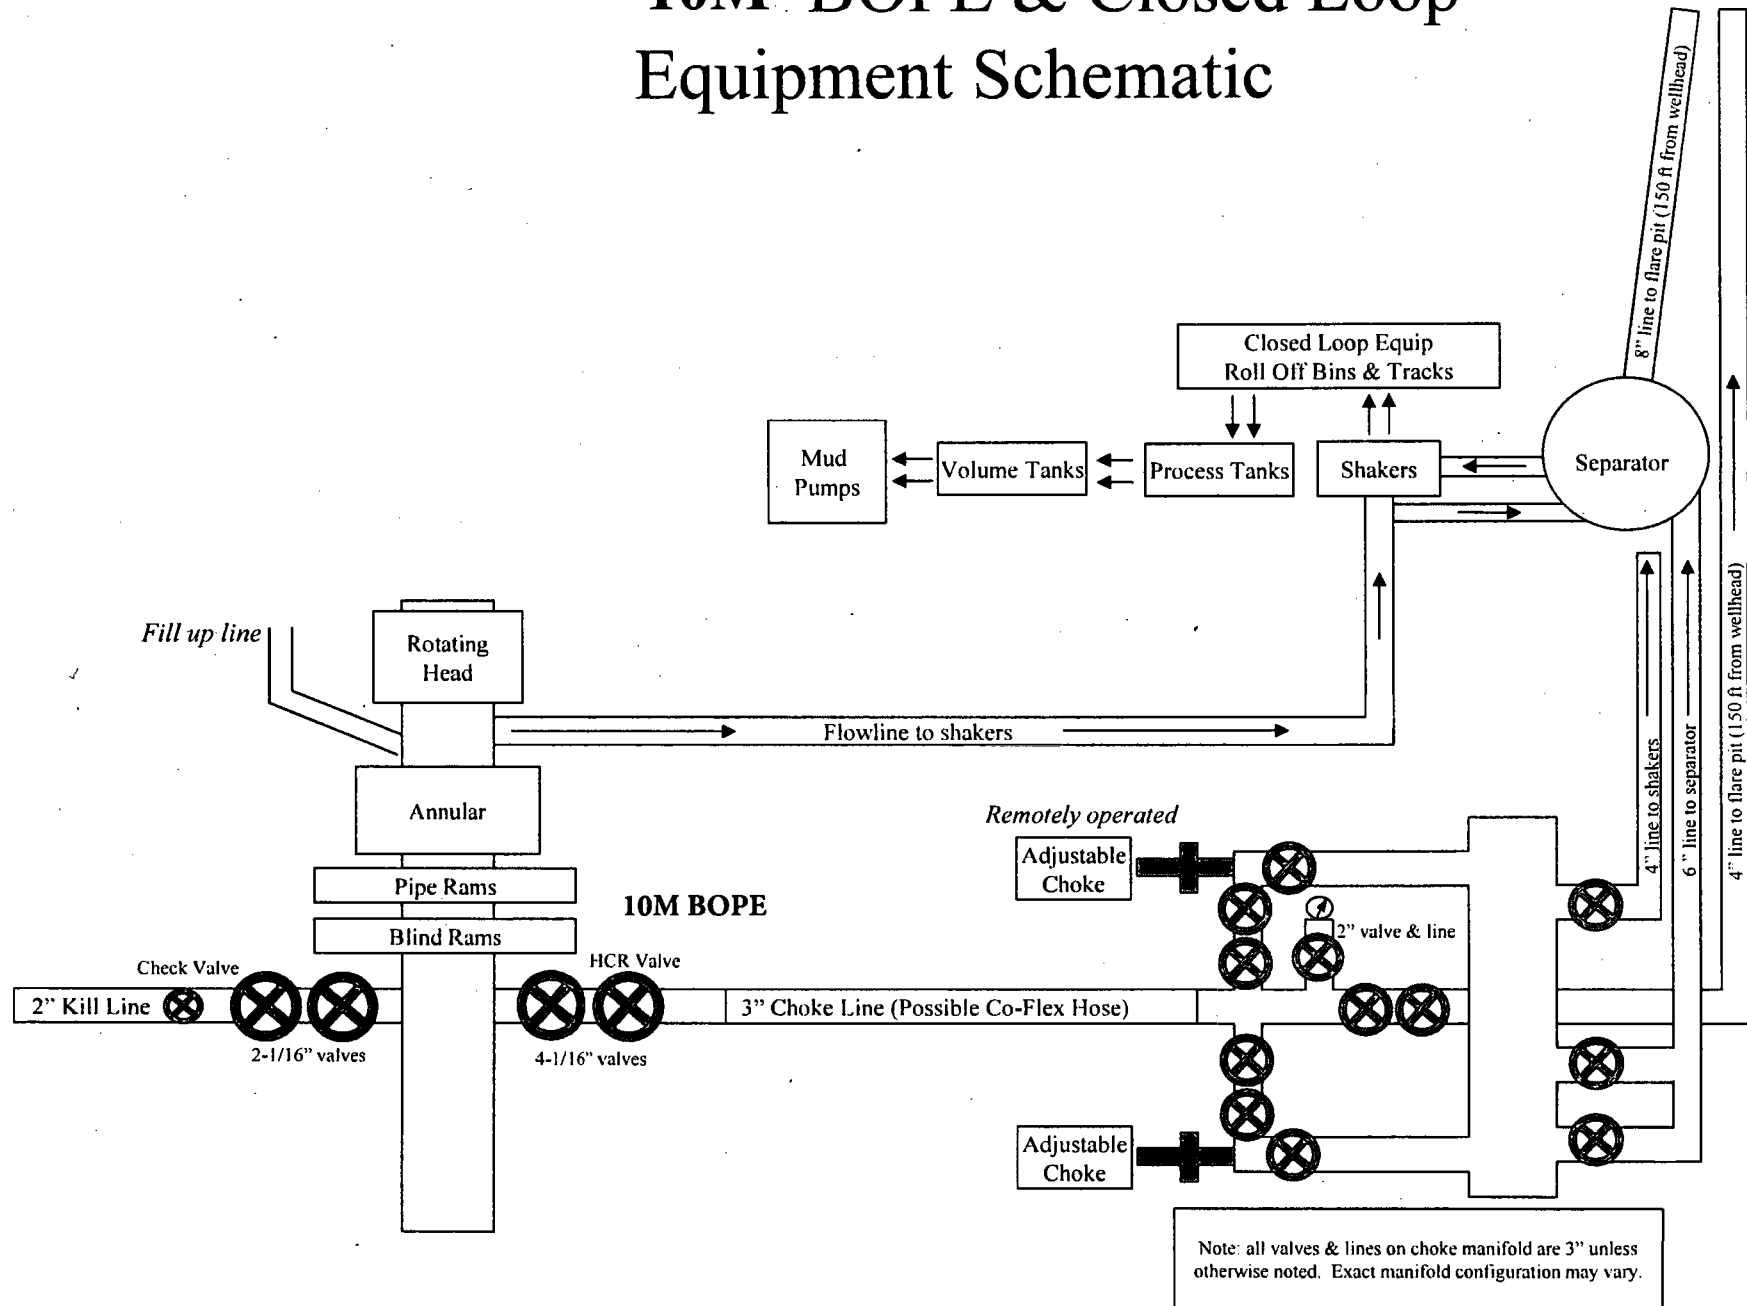 10M BOPE & Closed Loop
Equipment Schematic
8" line to flare pit (150 ft from wellhead)
Closed Loop Equip
Roll Off Bins & Tracks
Mud
Pumps
Volume Tanks
Process Tanks
Shakers
Separator
Fill up line
Rotating
Head
Flowline to shakers
Annular
Pipe Rams
Blind Rams
10M BOPE
Remotely operated
Adjustable
Choke
2" valve & line
4" line to shakers
6" line to separator
4" line to flare pit (150 ft from wellhead)
Check Valve
HCR Valve
2" Kill Line
3" Choke Line (Possible Co-Flex Hose)
2-1/16" valves
4-1/16" valves
Adjustable
Choke
Note: all valves & lines on choke manifold are 3" unless
otherwise noted. Exact manifold configuration may vary.